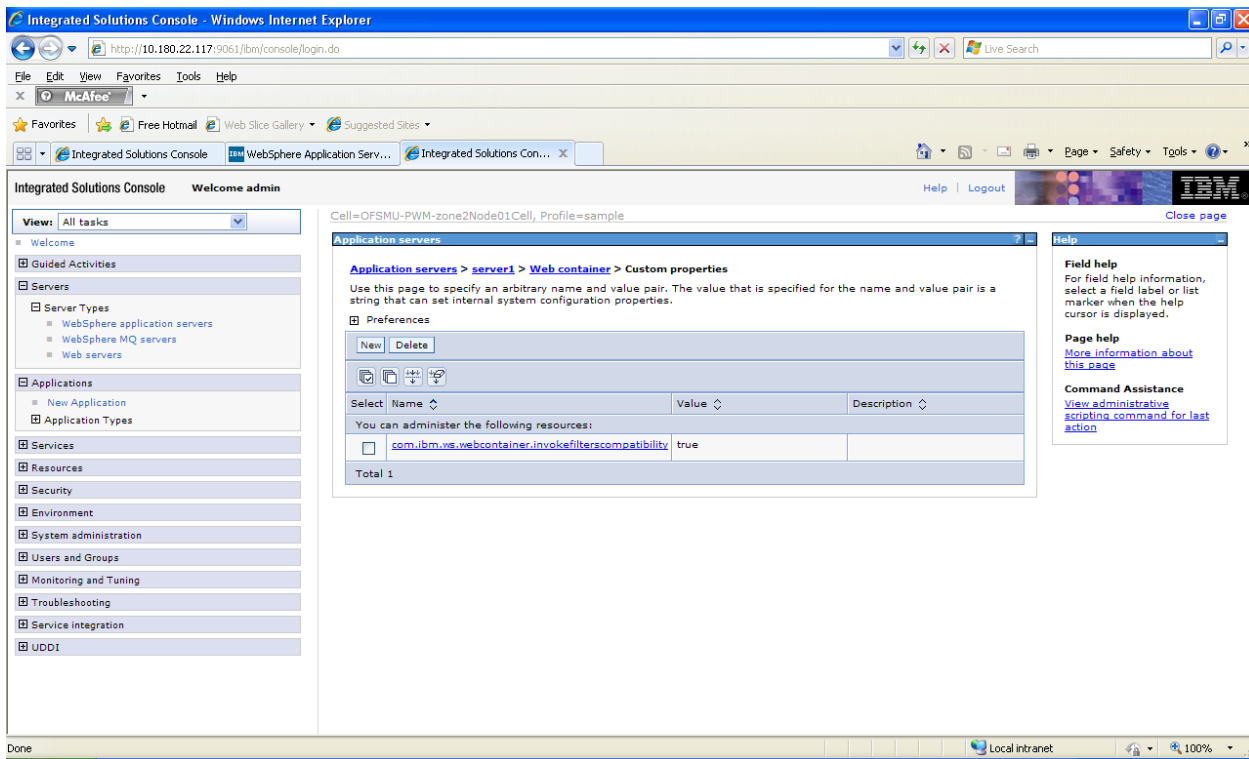 Integrated Solutions Console - Windows Internet Explorer
http://10.180.22.117:9061/ibm/console/login.do
Live Search
File Edit View Favorites Tools Help
X McAfee
Favorites Free Hotmail Web Slice Gallery Suggested Sites
Integrated Solutions Console IBM WebSphere Application Serv... Integrated Solutions Con... X Page Safety Tools
Integrated Solutions Console Welcome admin Help | Logout IBM
View: All tasks
Welcome
Guided Activities
Servers
Server Types
WebSphere application servers
WebSphere MQ servers
Web servers
Applications
New Application
Application Types
Services
Resources
Security
Environment
System administration
Users and Groups
Monitoring and Tuning
Troubleshooting
Service integration
UDDI
Cell=OFSMU-PWM-zone2Node01Cell, Profile=sample
Close page
Application servers ? -
Application servers > server1 > Web container > Custom properties
Use this page to specify an arbitrary name and value pair. The value that is specified for the name and value pair is a
string that can set internal system configuration properties.
Preferences
New Delete
Select Name Value Description
You can administer the following resources:
com.ibm.ws.webcontainer.invokefilterscompatibility true
Total 1
Help
Field help
For field help information,
select a field label or list
marker when the help
cursor is displayed.
Page help
More information about
this page
Command Assistance
View administrative
scripting command for last
action
Done Local intranet 100%